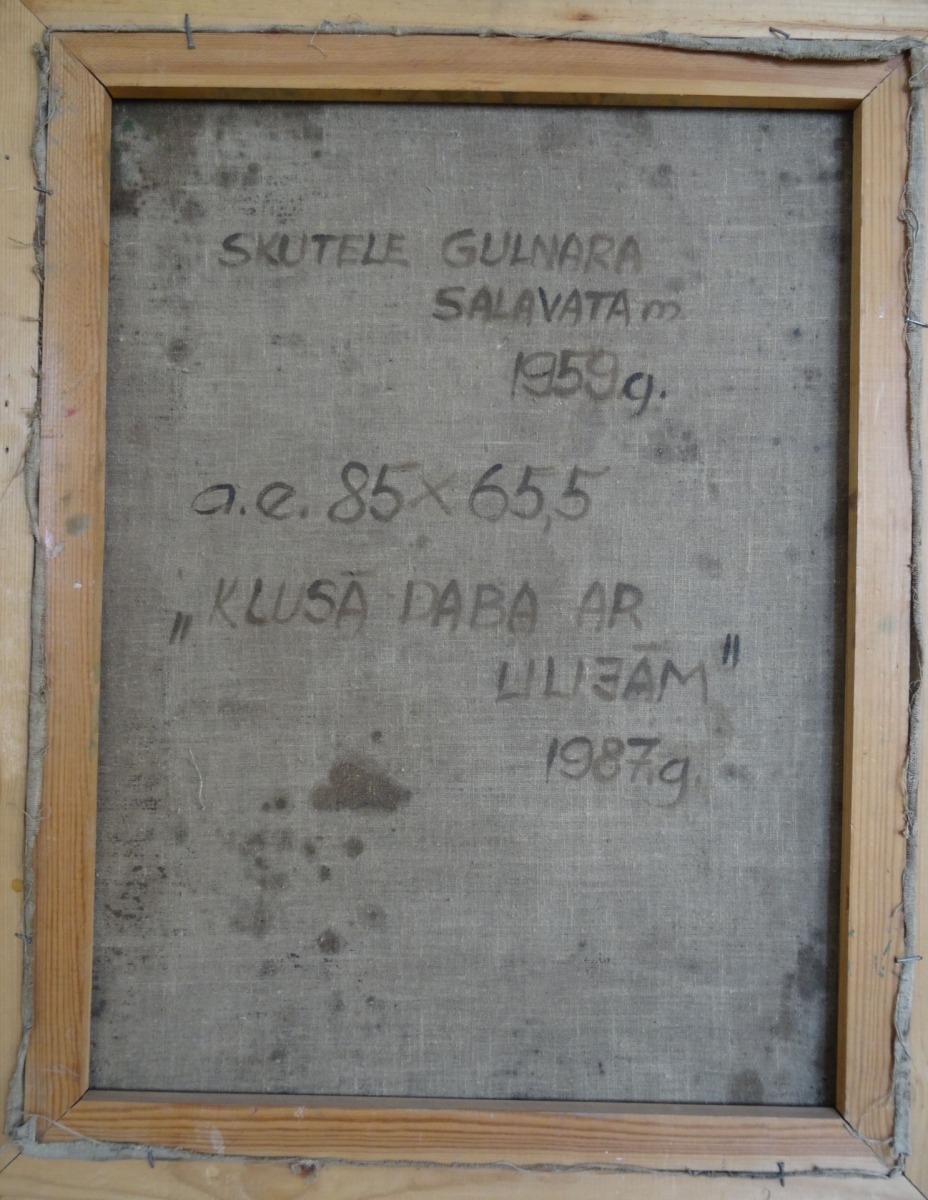 SKUTELE GULNARA
SALAVATA m
1959 g.
a.e. 85 x 65,5
„KLUSĀ DABA AR
LILIJĀM"
1987. g.